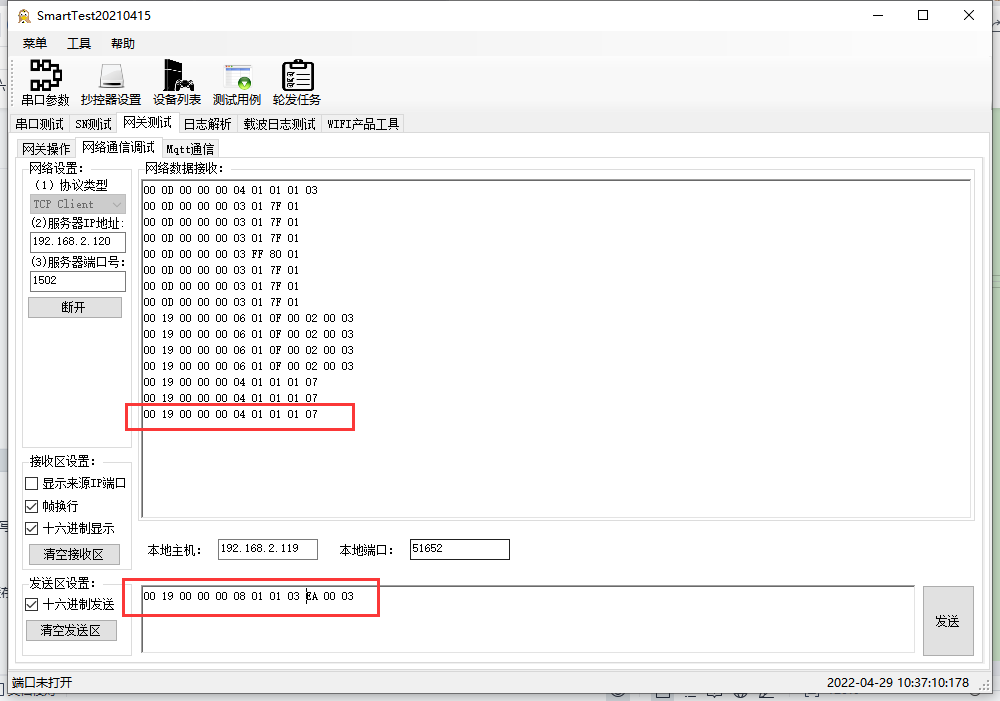 SmartTest20210415
菜单 工具 帮助
串口参数 抄控器设置 设备列表 测试用例 轮发任务
串口测试 SN测试 网关测试 日志解析 载波日志测试 WIFI产品工具
网关操作 网络通信调试 Mqtt通信
网络设置:
(1) 协议类型
TCP Client
(2)服务器IP地址:
192.168.2.120
(3)服务器端口号:
1502
断开
网络数据接收:
00 0D 00 00 00 04 01 01 01 03
00 0D 00 00 00 03 01 7F 01
00 0D 00 00 00 03 01 7F 01
00 0D 00 00 00 03 01 7F 01
00 0D 00 00 00 03 FF 80 01
00 0D 00 00 00 03 01 7F 01
00 0D 00 00 00 03 01 7F 01
00 0D 00 00 00 03 01 7F 01
00 19 00 00 00 06 01 0F 00 02 00 03
00 19 00 00 00 06 01 0F 00 02 00 03
00 19 00 00 00 06 01 0F 00 02 00 03
00 19 00 00 00 06 01 0F 00 02 00 03
00 19 00 00 00 04 01 01 01 07
00 19 00 00 00 04 01 01 01 07
00 19 00 00 00 04 01 01 01 07
接收区设置:
显示来源IP端口
帧换行
十六进制显示
清空接收区
本地主机: 192.168.2.119 本地端口: 51652
发送区设置:
十六进制发送
清空发送区
00 19 00 00 00 08 01 01 03 EA 00 03
发送
端口未打开 2022-04-29 10:37:10:178